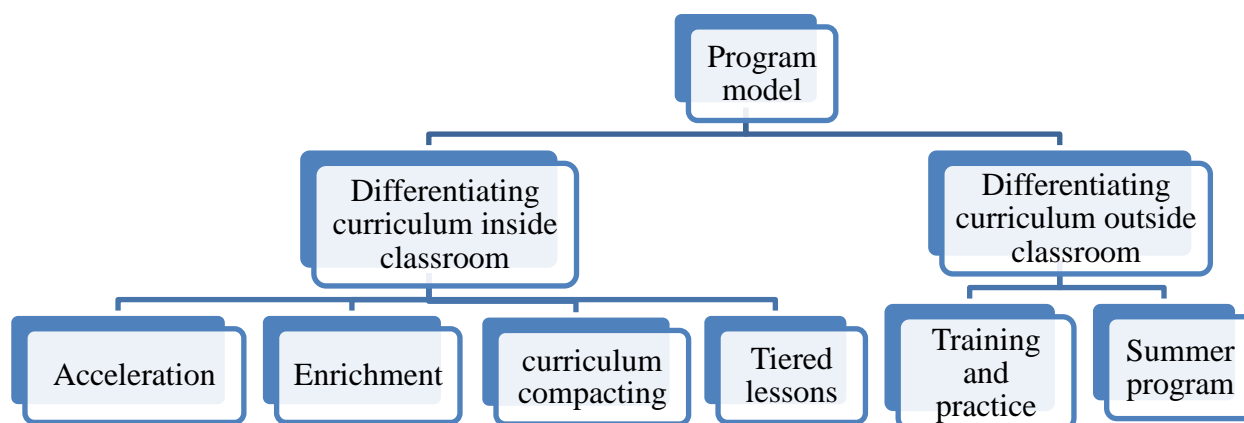 Program
model
Differentiating
curriculum inside
classroom
Differentiating
curriculum outside
classroom
Acceleration
Enrichment
curriculum
compacting
Tiered
lessons
Training
and
practice
Summer
program